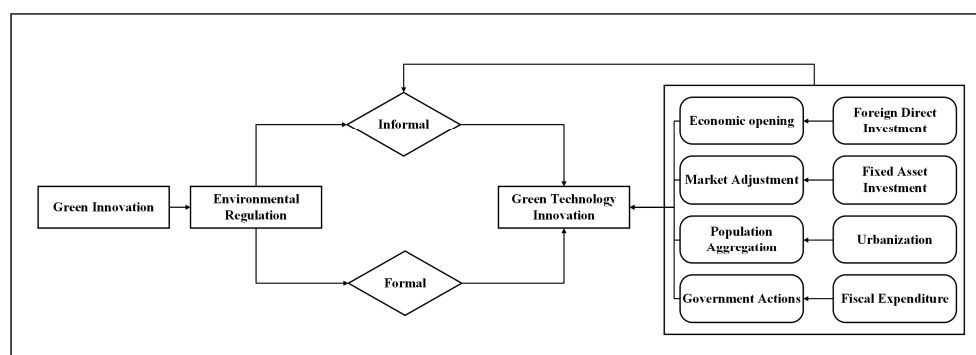 Informal
Economic opening
Foreign Direct
Investment
Market Adjustment
Fixed Asset
Investment
Green Innovation
Environmental
Regulation
Green Technology
Innovation
Population
Aggregation
Urbanization
Formal
Government Actions
Fiscal Expenditure